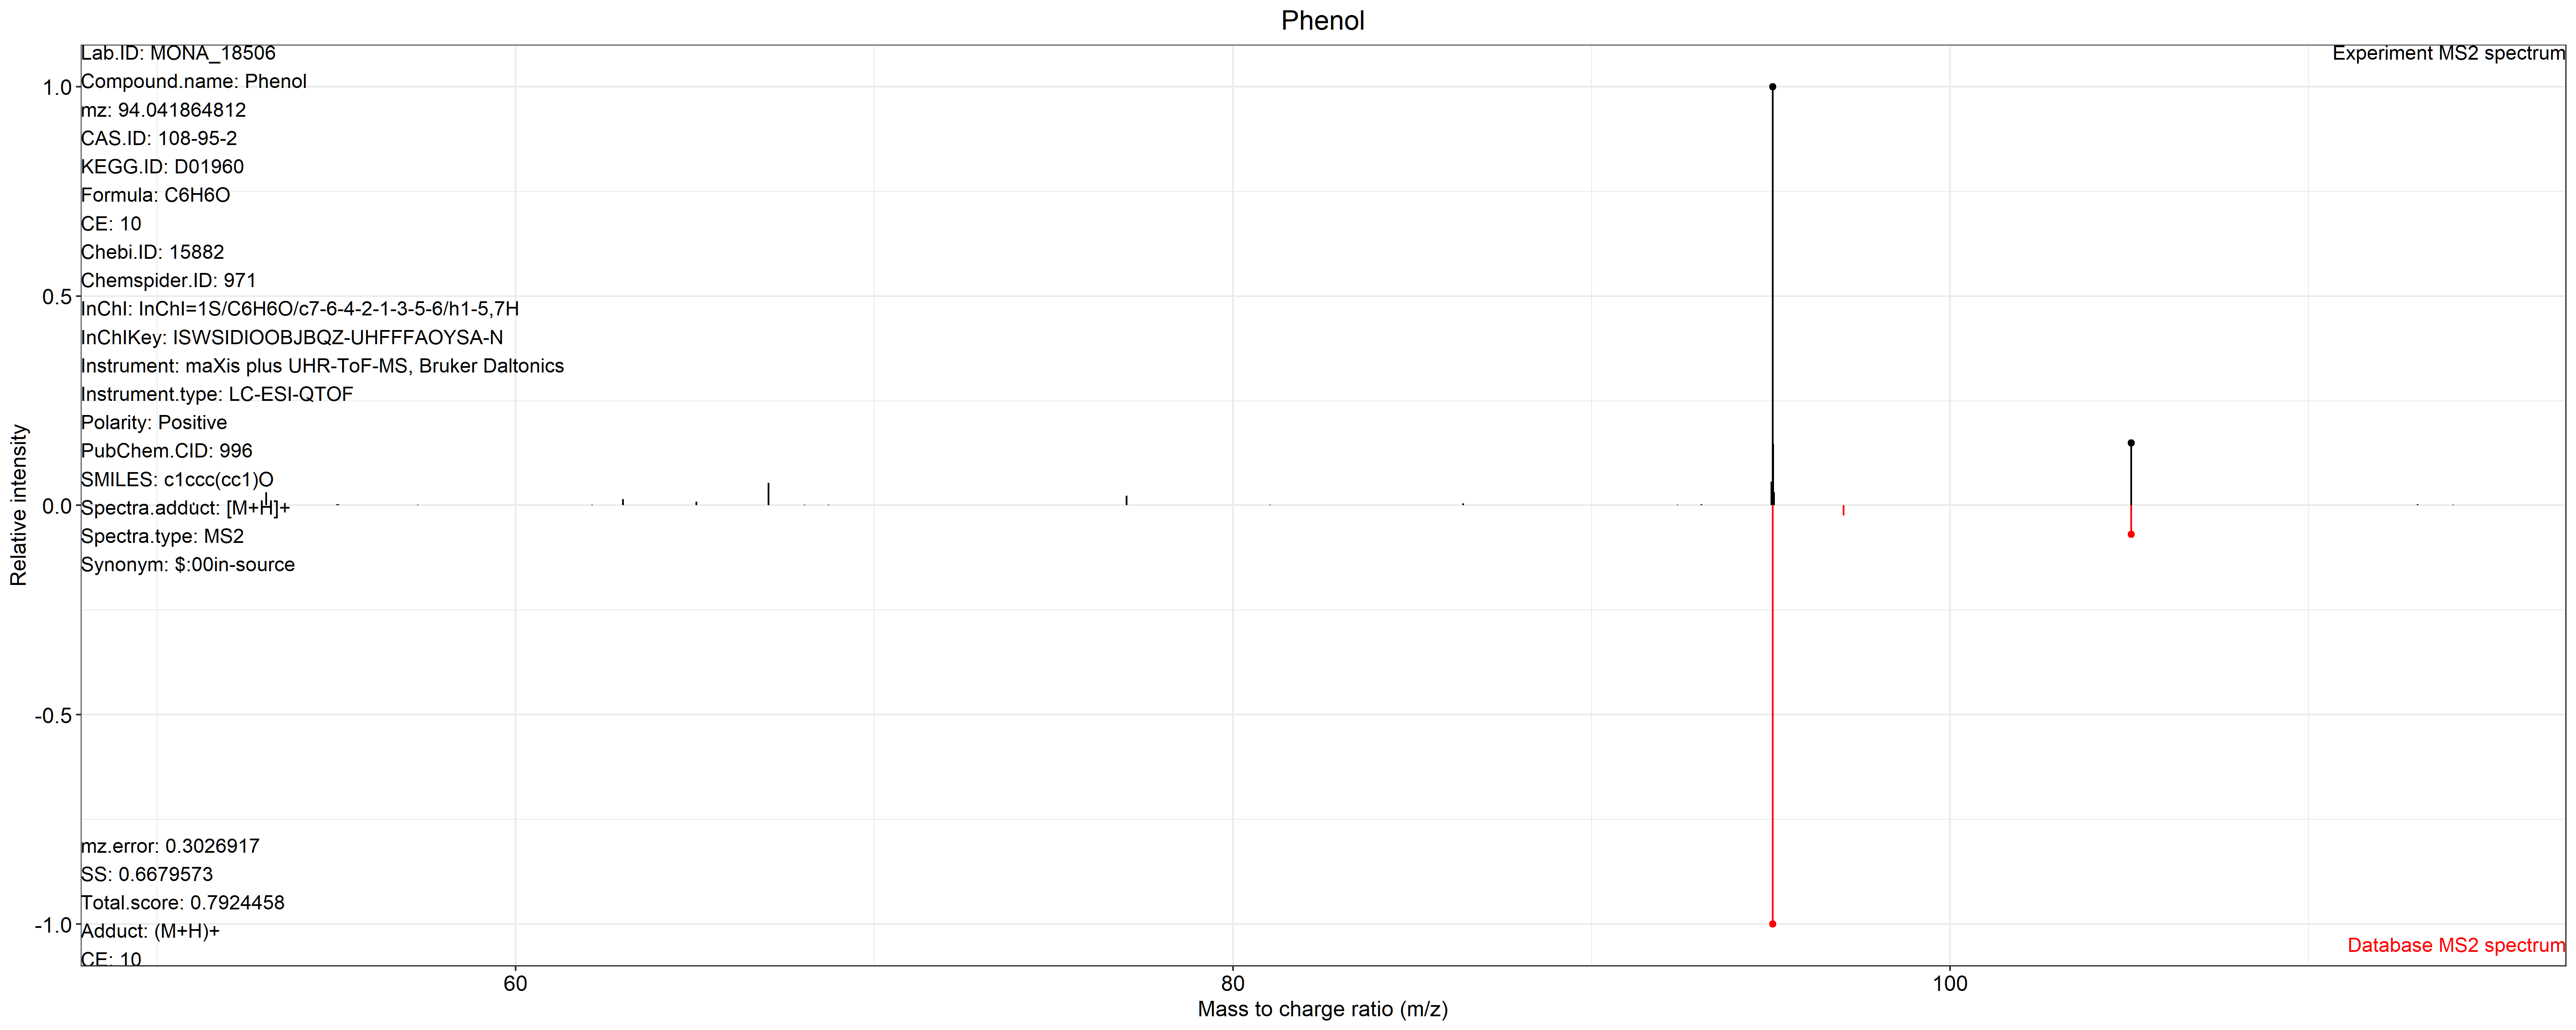 Phenol
Lab.ID: MONA_18506
Experiment MS2 spectrum
Compound.name: Phenol
mz: 94.041864812
CAS.ID: 108-95-2
KEGG.ID: D01960
Formula: C6H6O
CE: 10
Chebi.ID: 15882
Chemspider.ID: 971
InChI: InChI=1S/C6H6O/c7-6-4-2-1-3-5-6/h1-5,7H
InChIKey: ISWSIDIOOBJBQZ-UHFFFAOYSA-N
Instrument: maXis plus UHR-ToF-MS, Bruker Daltonics
Instrument.type: LC-ESI-QTOF
Polarity: Positive
PubChem.CID: 996
SMILES: c1ccc(cc1)O
Spectra.adduct: [M+H]+
Spectra.type: MS2
Synonym: $:00in-source
mz.error: 0.3026917
SS: 0.6679573
Total.score: 0.7924458
Adduct: (M+H)+
CE: 10
Database MS2 spectrum
1.0
0.5
0.0
-0.5
-1.0
Relative intensity
60
80
100
Mass to charge ratio (m/z)